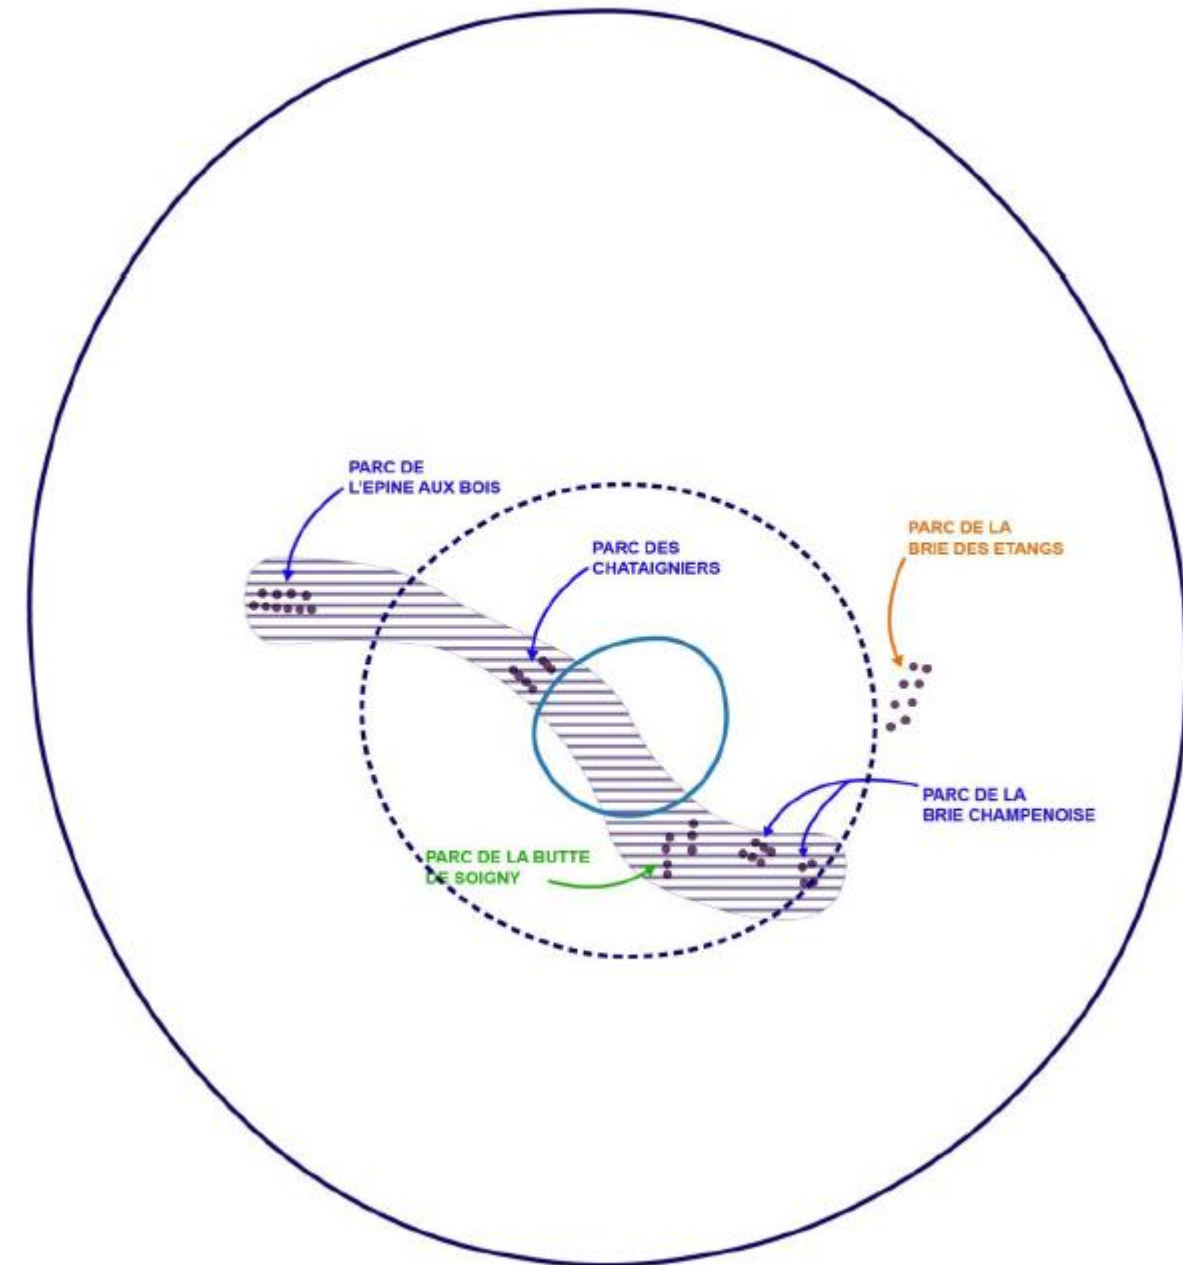 PARC DE
L'EPINE AUX BOIS
PARC DES
CHATAIGNIERS
PARC DE LA
BRIE DES ETANGS
PARC DE LA
BRIE CHAMPENOISE
PARC DE LA BUTTE
DE SOIGNY